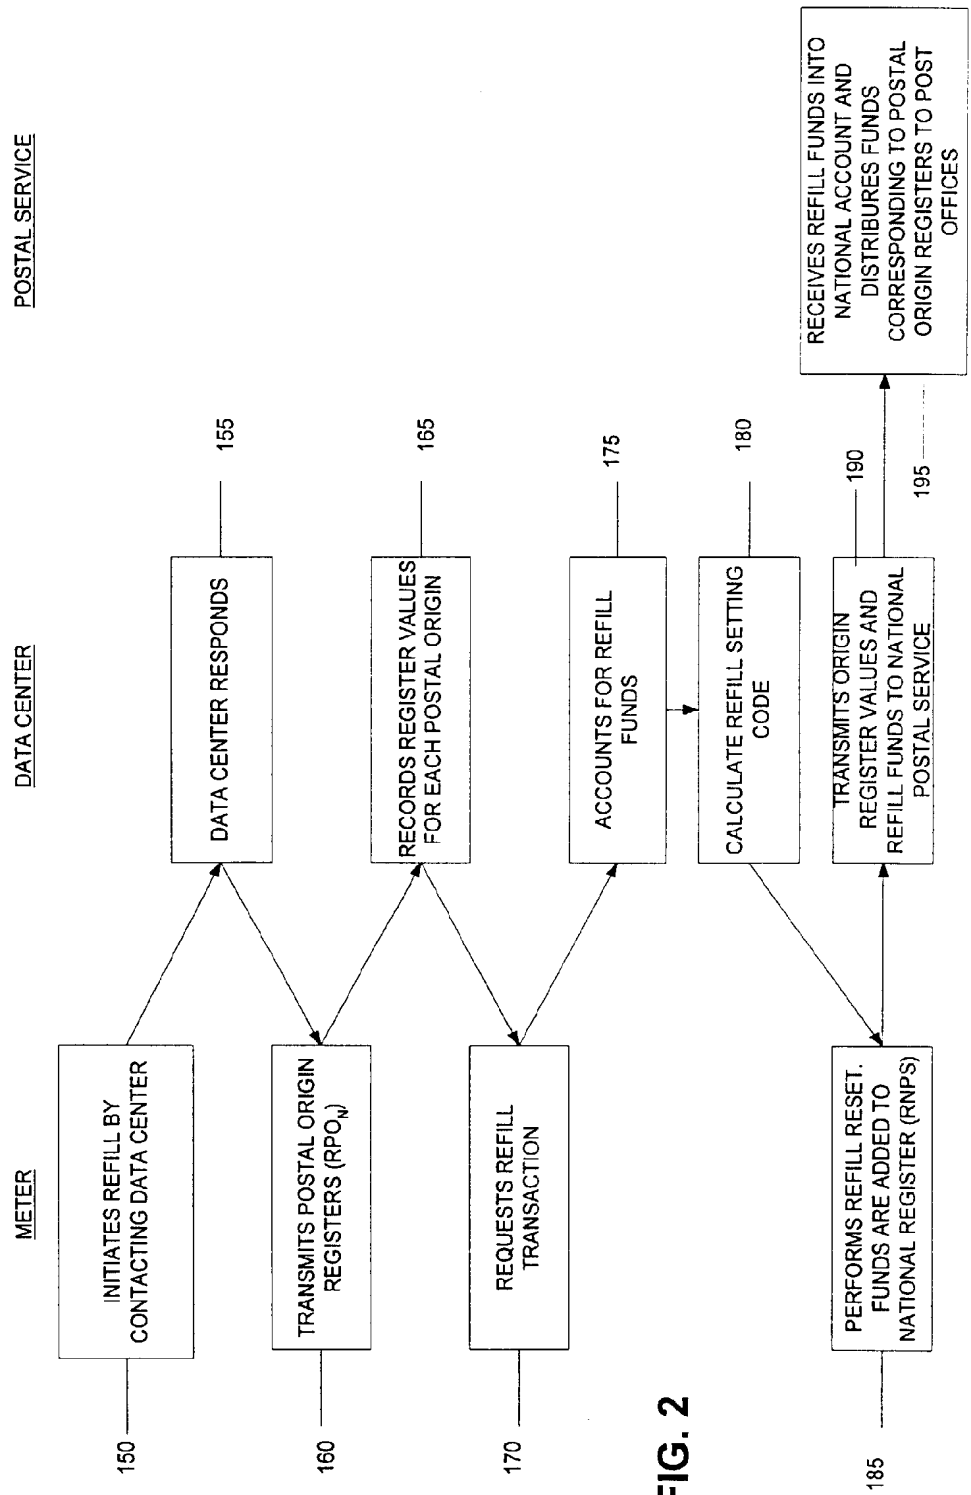 METER
DATA CENTER
POSTAL SERVICE
150
INITIATES REFILL BY
CONTACTING DATA CENTER
DATA CENTER RESPONDS
155
160
TRANSMITS POSTAL ORIGIN
REGISTERS (RPO_N)
RECORDS REGISTER VALUES
FOR EACH POSTAL ORIGIN
165
170
REQUESTS REFILL
TRANSACTION
ACCOUNTS FOR REFILL
FUNDS
175
CALCULATE REFILL SETTING
CODE
180
185
PERFORMS REFILL RESET.
FUNDS ARE ADDED TO
NATIONAL REGISTER (RNPS)
TRANSMITS ORIGIN
REGISTER VALUES AND
REFILL FUNDS TO NATIONAL
POSTAL SERVICE
190
195
RECEIVES REFILL FUNDS INTO
NATIONAL ACCOUNT AND
DISTRIBURES FUNDS
CORRESPONDING TO POSTAL
ORIGIN REGISTERS TO POST
OFFICES
FIG. 2